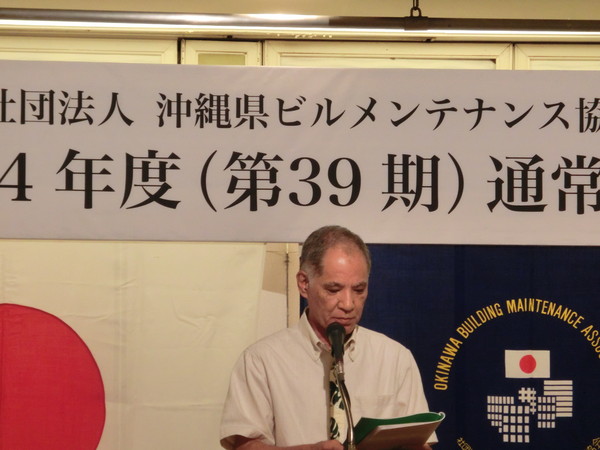 社団法人 沖縄県ビルメンテナンス協
4年度(第39期)通常
OKINAWA BUILDING MAINTENANCE ASSO